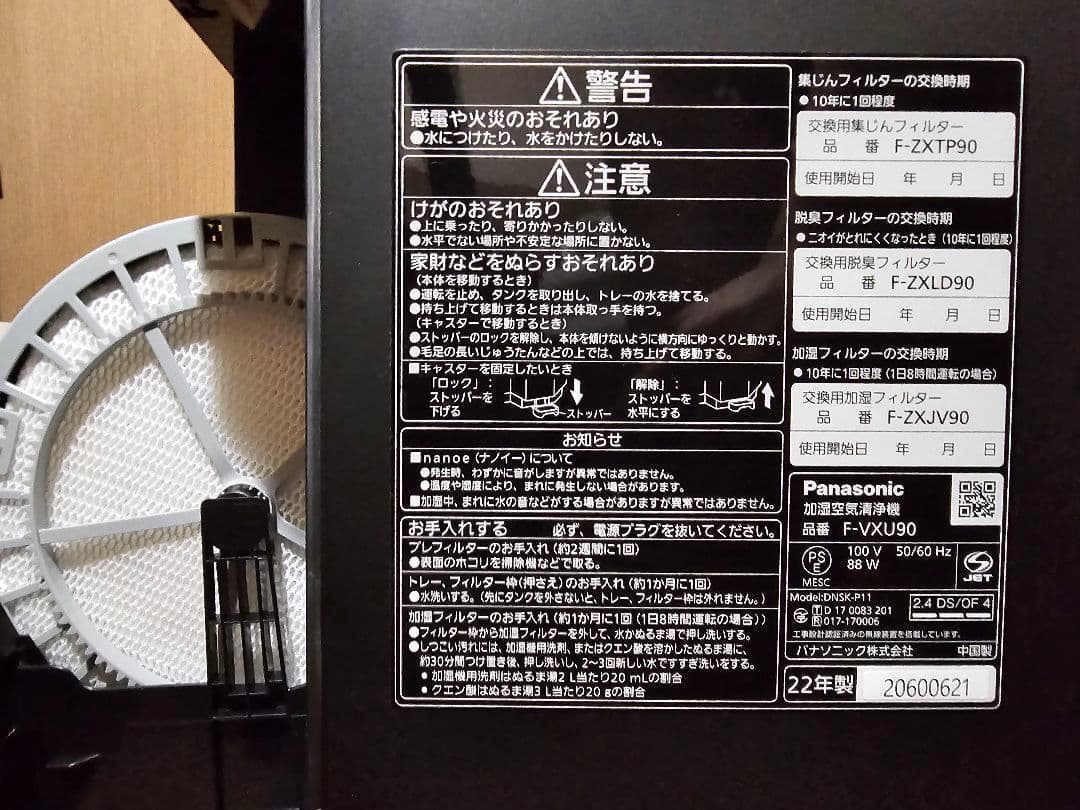 警告
感電や火災のおそれあり
●水につけたり、水をかけたりしない。
注意
けがのおそれあり
●上に乗ったり、寄りかかったりしない。
●水平でない場所や不安定な場所に置かない。
家財などをぬらすおそれあり
(本体を移動するとき)
●運転を止め、タンクを取り出し、トレーの水を捨てる。
●持ち上げて移動するときは本体取っ手を持つ。
(キャスターで移動するとき)
●ストッパーのロックを解除し、本体を傾けないように横方向にゆっくりと動かす。
●毛足の長いじゅうたんなどの上では、持ち上げて移動する。
■キャスターを固定したいとき
「ロック」:
ストッパーを
下げる
ストッパー
「解除」:
ストッパーを
水平にする
お知らせ
■nanoe(ナノイー)について
●発生時、わずかに音がしますが異常ではありません。
●温度や湿度により、まれに発生しない場合があります。
■加湿中、まれに水の音などがする場合がありますが異常ではありません。
お手入れする 必ず、電源プラグを抜いてください。
プレフィルターのお手入れ(約2週間に1回)
●表面のホコリを掃除機などで取る。
トレー、フィルター枠(押さえ)のお手入れ(約1か月に1回)
●水洗いする。(先にタンクを外さないと、トレー、フィルター枠は外れません。)
加湿フィルターのお手入れ(約1か月に1回(1日8時間運転の場合))
●フィルター枠から加湿フィルターを外して、水かぬるま湯で押し洗いする。
●しつこい汚れには、加湿機用洗剤、またはクエン酸を溶かしたぬるま湯に、
約30分間つけ置き後、押し洗いし、2~3回新しい水ですすぎ洗いをする。
●加湿機用洗剤はぬるま湯2L当たり20mLの割合
●クエン酸はぬるま湯3L当たり20gの割合
集じんフィルターの交換時期
●10年に1回程度
交換用集じんフィルター
品 番 F-ZXTP90
使用開始日 年 月 日
脱臭フィルターの交換時期
●ニオイがとれにくくなったとき(10年に1回程度)
交換用脱臭フィルター
品 番 F-ZXLD90
使用開始日 年 月 日
加湿フィルターの交換時期
●10年に1回程度(1日8時間運転の場合)
交換用加湿フィルター
品 番 F-ZXJV90
使用開始日 年 月 日
Panasonic
加湿空気清浄機
品番 F-VXU90
PSE
MESC
100 V 50/60 Hz
88 W
JET
Model:DNSK-P11
T D 17 0083 201
R 017-170006
2.4 DS/OF 4
工事設計認証済みの無線装置を搭載しています。
パナソニック株式会社 中国製
22年製 20600621